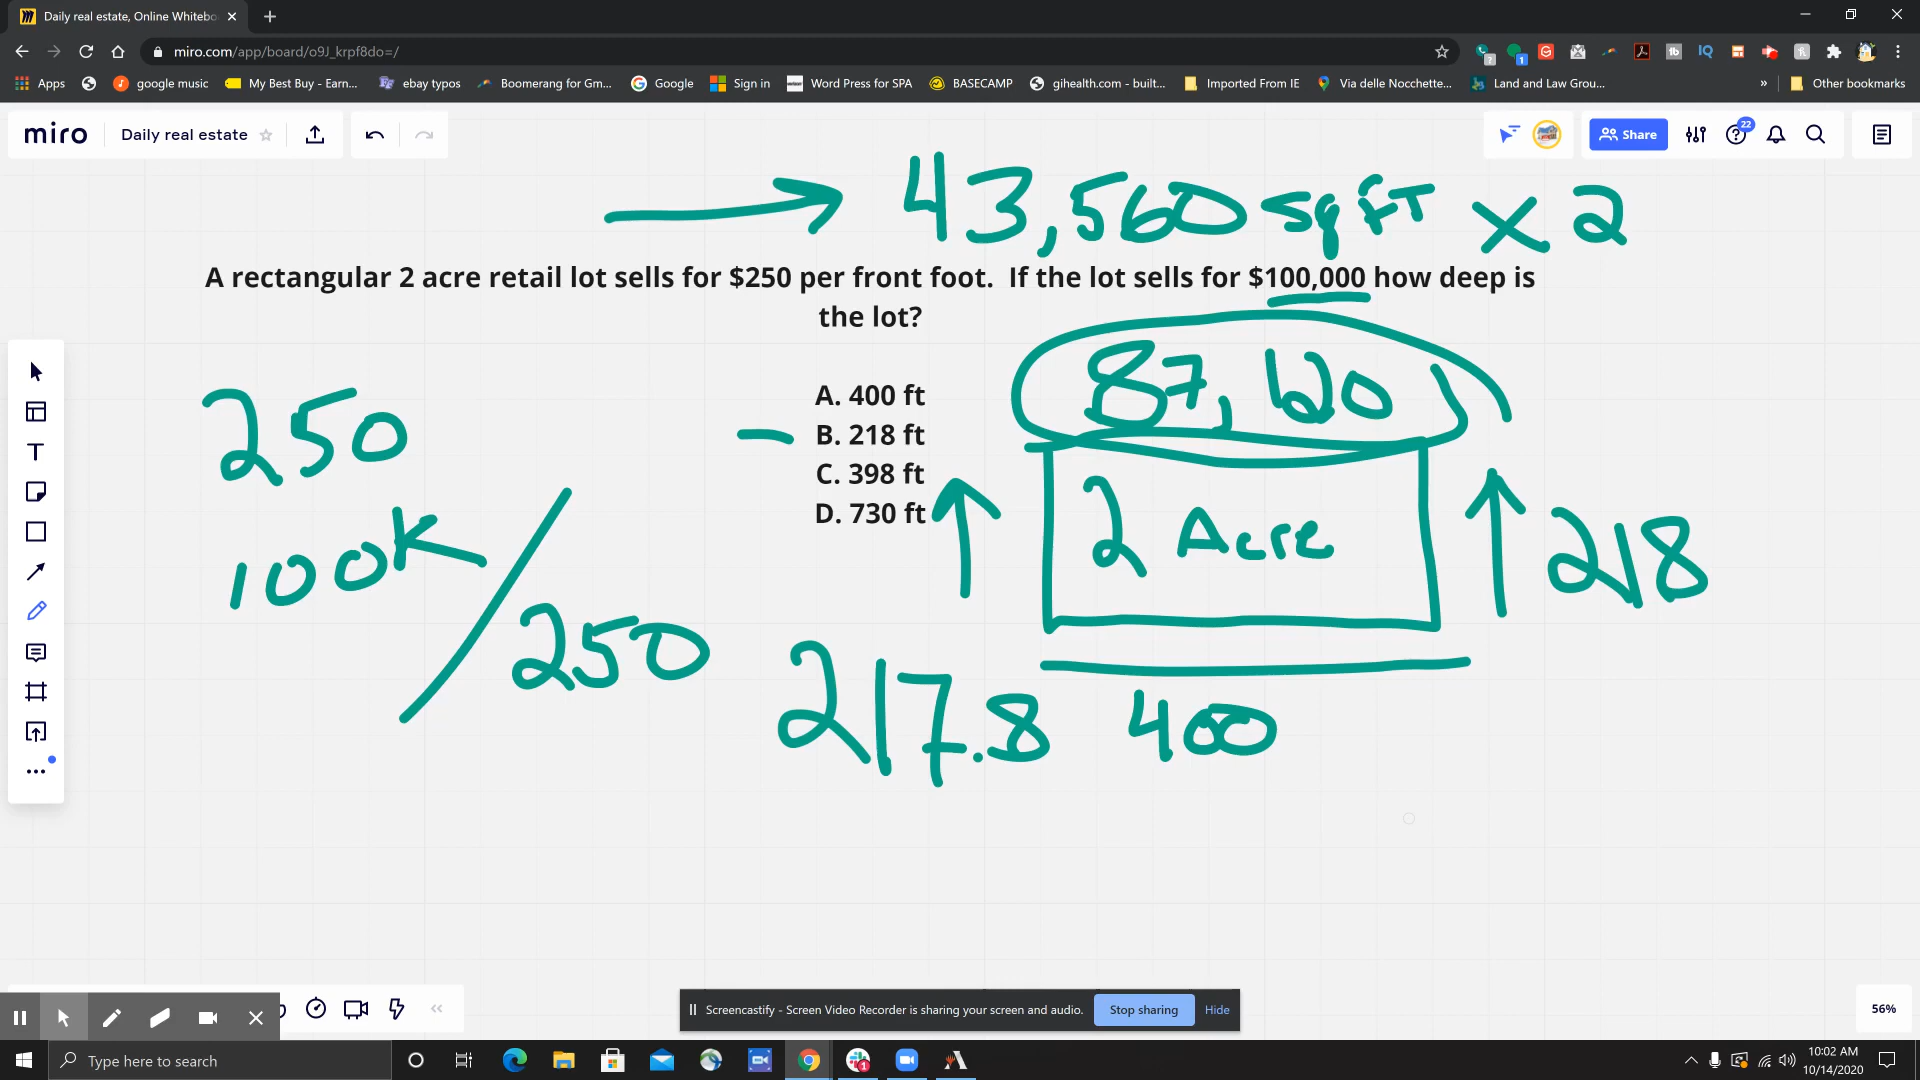 Daily real estate, Online Whitebo
miro.com/app/board/o9J_krpf8do=/
Apps google music My Best Buy - Earn... ebay typos Boomerang for Gm... Google Sign in Word Press for SPA BASECAMP gihealth.com - built... Imported From IE Via delle Nocchette... Land and Law Grou... » Other bookmarks
miro Daily real estate Share 22
→ 43,560 sq FT x 2
A rectangular 2 acre retail lot sells for $250 per front foot. If the lot sells for $100,000 how deep is
the lot?
A. 400 ft
B. 218 ft
C. 398 ft
D. 730 ft
87,120
250
2 Acre
218
100K / 250
217.8 400
Screencastify - Screen Video Recorder is sharing your screen and audio. Stop sharing Hide
56%
Type here to search
10:02 AM
10/14/2020